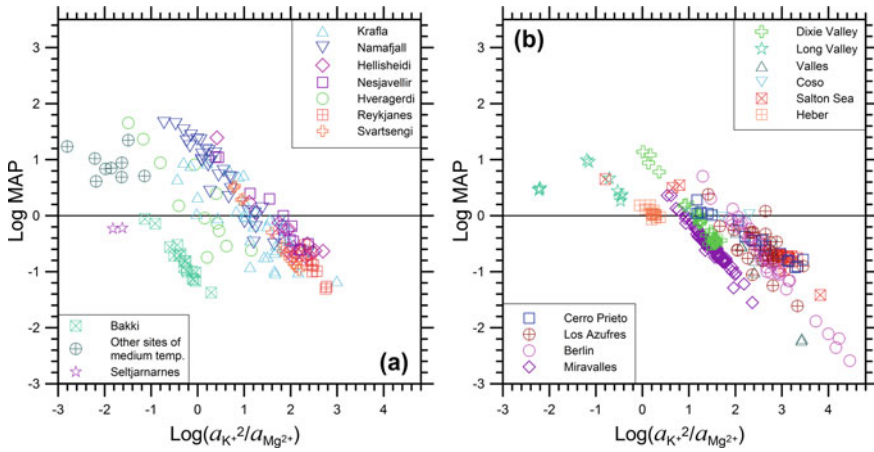 (a)
Krafla
Namafjall
Hellisheidi
Nesjavellir
Hveragerdi
Reykjanes
Svartsengi
Bakki
Other sites of
medium temp.
Seltjarnarnes
Log MAP
3
2
1
0
-1
-2
-3
-3 -2 -1 0 1 2 3 4
Log(aK+2/aMg2+)
(b)
Dixie Valley
Long Valley
Valles
Coso
Salton Sea
Heber
Cerro Prieto
Los Azufres
Berlin
Miravalles
Log MAP
3
2
1
0
-1
-2
-3
-3 -2 -1 0 1 2 3 4
Log(aK+2/aMg2+)